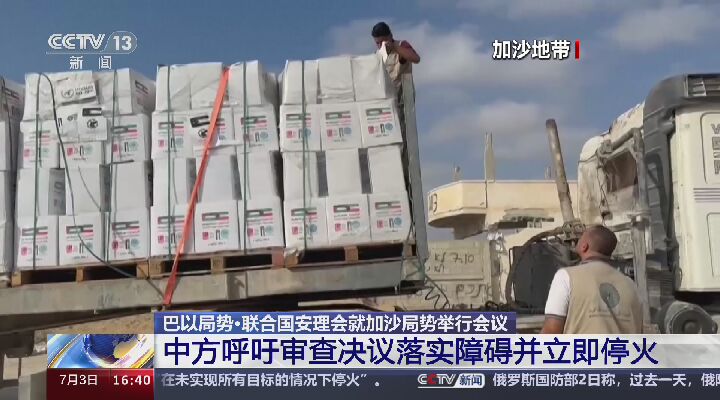 CCTV 13
新闻
加沙地带
巴以局势·联合国安理会就加沙局势举行会议
中方呼吁审查决议落实障碍并立即停火
7月3日 16:40 在未实现所有目标的情况下停火”。 CCTV 新闻 俄罗斯国防部2日称，过去一天，俄